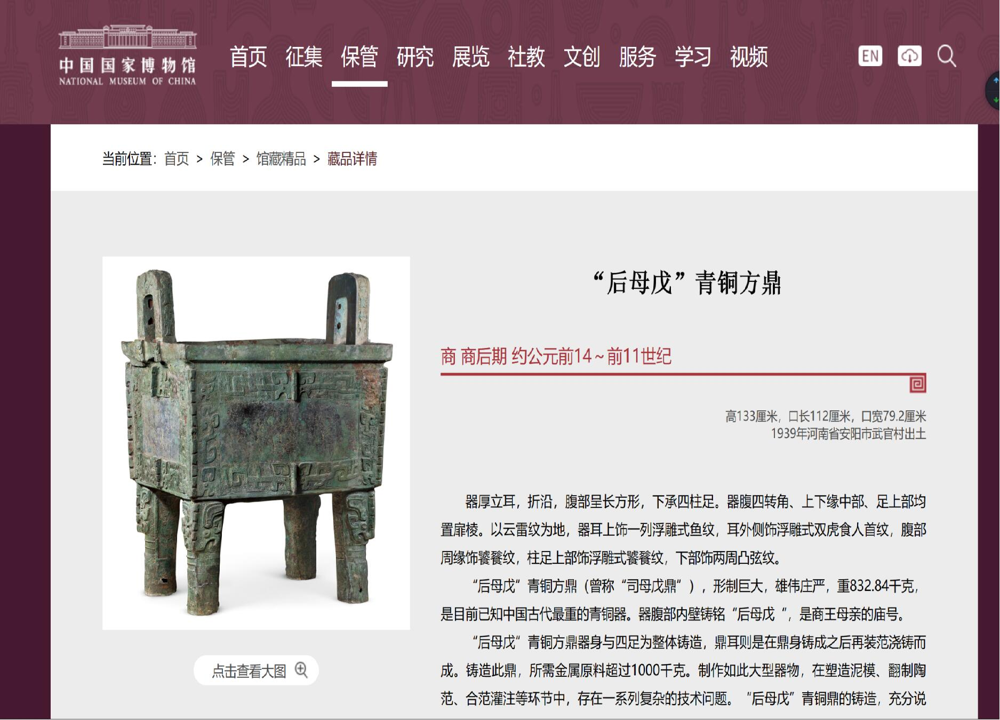 中国国家博物馆
NATIONAL MUSEUM OF CHINA
首页 征集 保管 研究 展览 社教 文创 服务 学习 视频
EN
当前位置：首页 > 保管 > 馆藏精品 > 藏品详情
“后母戊”青铜方鼎
商 商后期 约公元前14～前11世纪
高133厘米，口长112厘米，口宽79.2厘米
1939年河南省安阳市武官村出土
器厚立耳，折沿，腹部呈长方形，下承四柱足。器腹四转角、上下缘中部、足上部均
置扉棱。以云雷纹为地，器耳上饰一列浮雕式鱼纹，耳外侧饰浮雕式双虎食人首纹，腹部
周缘饰饕餮纹，柱足上部饰浮雕式饕餮纹，下部饰两周凸弦纹。
“后母戊”青铜方鼎（曾称“司母戊鼎”），形制巨大，雄伟庄严，重832.84千克，
是目前已知中国古代最重的青铜器。器腹部内壁铸铭“后母戊 “，是商王母亲的庙号。
“后母戊“青铜方鼎器身与四足为整体铸造，鼎耳则是在鼎身铸成之后再装范浇铸而
成。铸造此鼎，所需金属原料超过1000千克。制作如此大型器物，在塑造泥模、翻制陶
范、合范灌注等环节中，存在一系列复杂的技术问题。 “后母戊”青铜鼎的铸造，充分说
点击查看大图